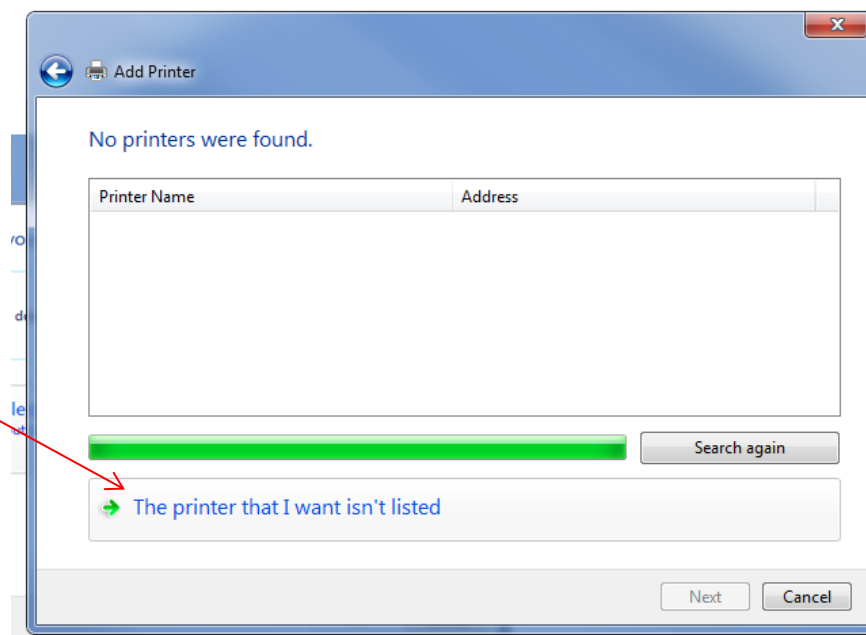 Add Printer
No printers were found.
Printer Name Address
Search again
The printer that I want isn't listed
Next Cancel